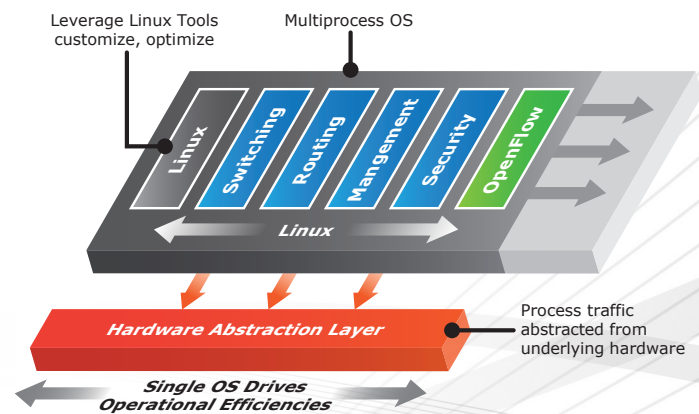 Leverage Linux Tools
customize, optimize
Multiprocess OS
Linux
Switching
Routing
Mangement
Security
OpenFlow
Linux
Hardware Abstraction Layer
Process traffic
abstracted from
underlying hardware
Single OS Drives
Operational Efficiencies